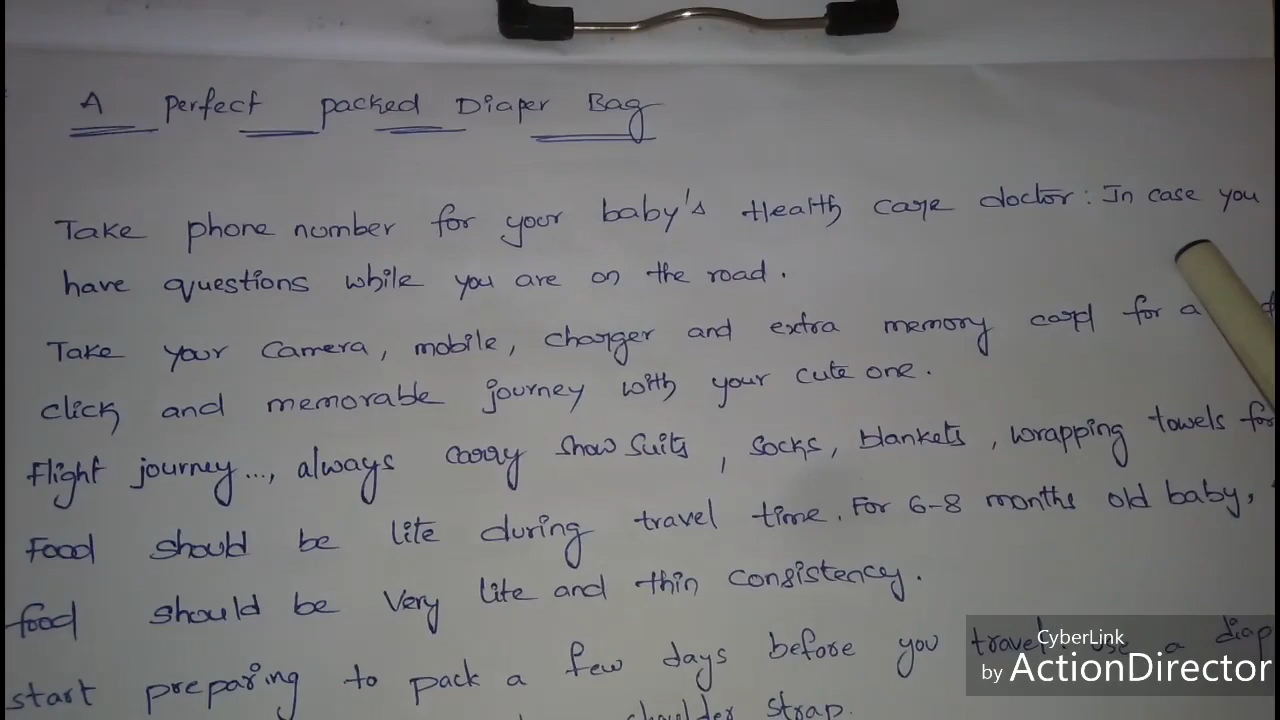 A perfect packed Diaper Bag
Take phone number for your baby's Health care doctor: In case you
have questions while you are on the road.
Take your Camera, mobile, charger and extra memory card for a
click and memorable journey with your cute one.
Flight journey..., always carry show suits, socks, blankets, wrapping towels for
Food should be lite during travel time. For 6-8 months old baby,
food should be very lite and thin consistency.
start preparing to pack a few days before you travel. use a diap
shoulder strap.
CyberLink
by ActionDirector